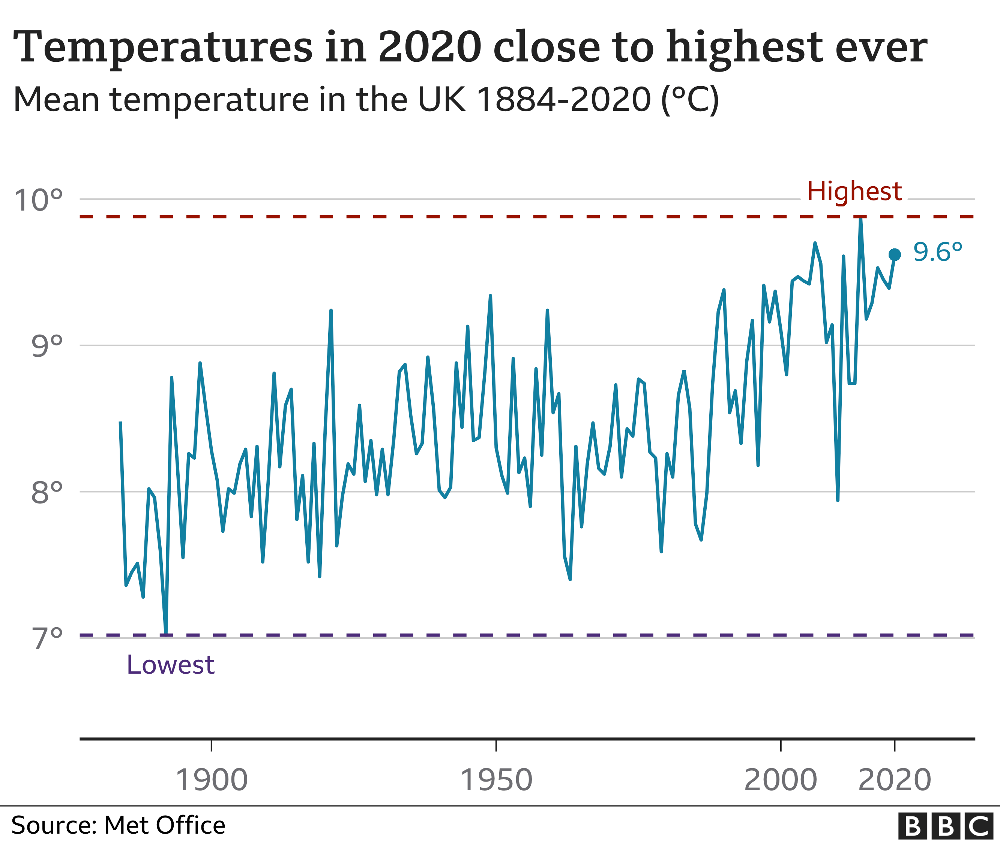 Temperatures in 2020 close to highest ever
Mean temperature in the UK 1884-2020 (°C)
10°
Highest
9.6°
9°
8°
7°
Lowest
1900 1950 2000 2020
Source: Met Office
BBC